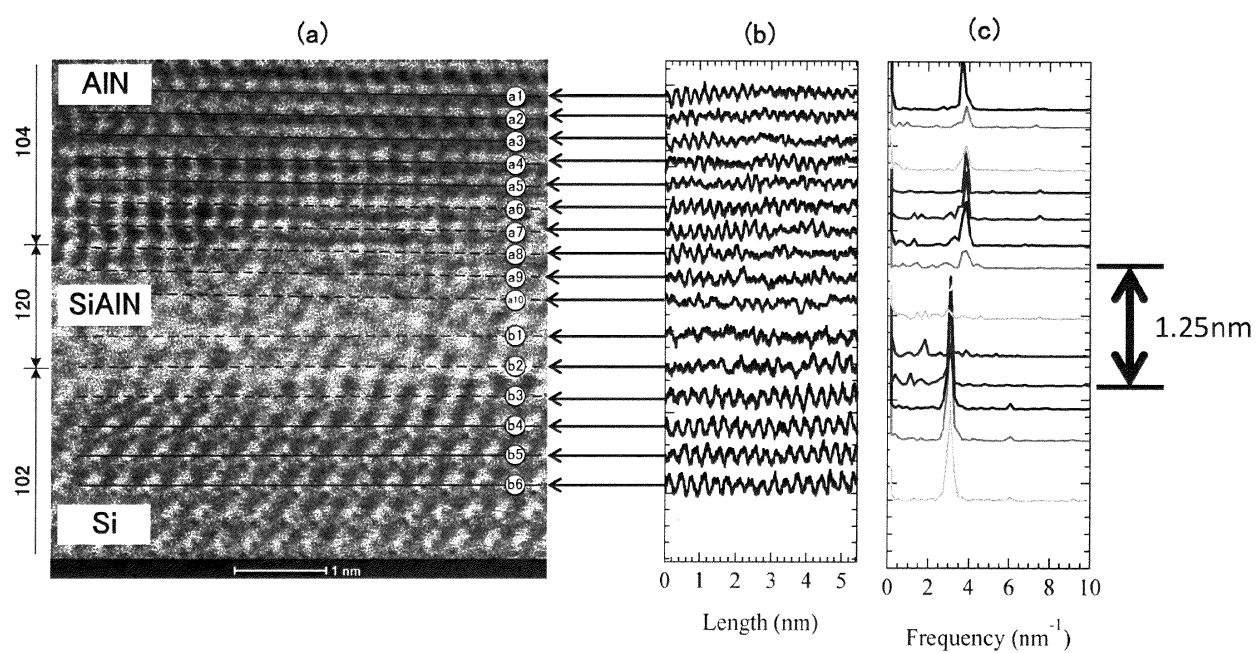 (a)
(b)
(c)
AlN
104
a1
a2
a3
a4
a5
a6
a7
a8
a9
a10
120
SiAlN
b1
b2
b3
b4
b5
b6
102
Si
1 nm
1.25nm
0 1 2 3 4 5
Length (nm)
0 2 4 6 8 10
Frequency (nm-1)